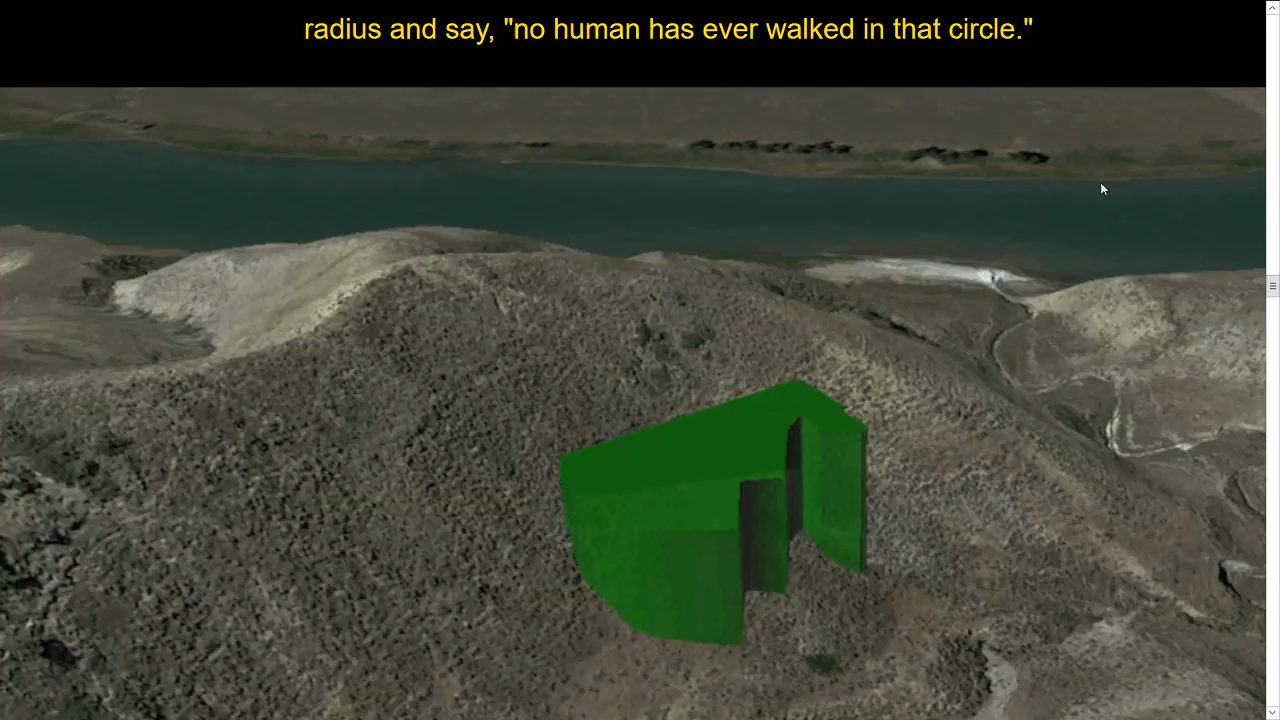 radius and say, "no human has ever walked in that circle."